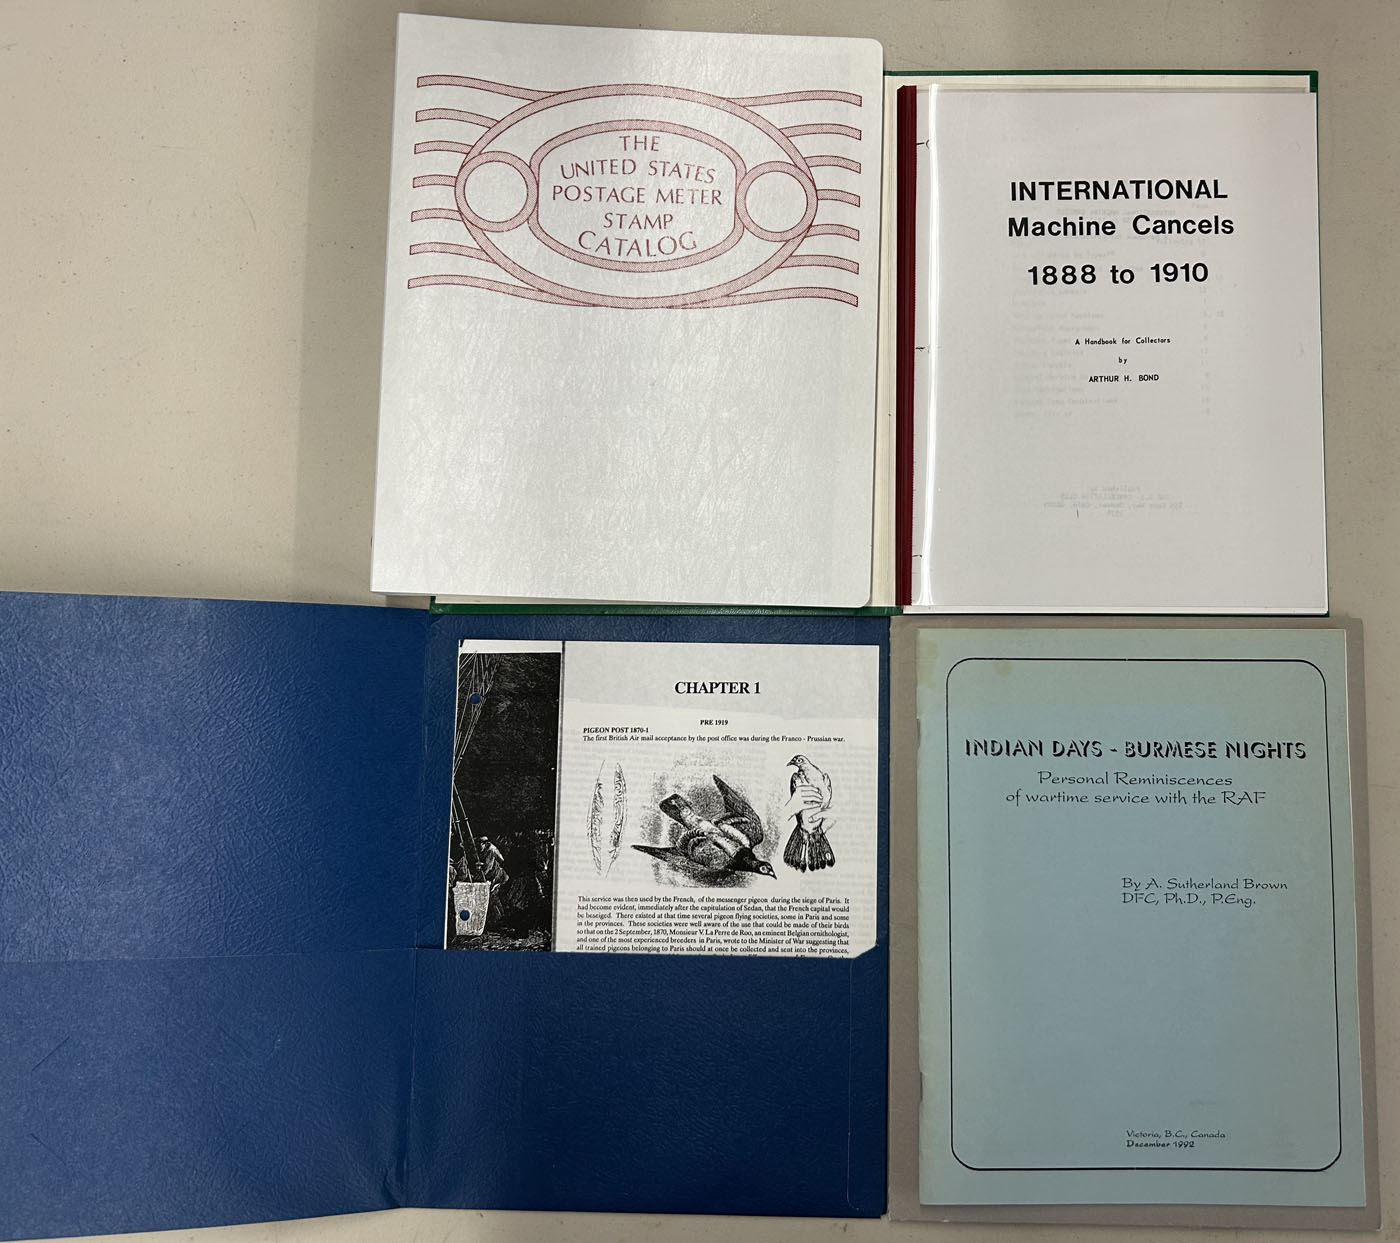 THE
UNITED STATES
POSTAGE METER
STAMP
CATALOG
INTERNATIONAL
Machine Cancels
1888 to 1910
A Handbook for Collectors
by
ARTHUR H. BOND
CHAPTER 1
PRE 1919
PIGEON POST 1870-1
The first British Air mail acceptance by the post office was during the Franco - Prussian war.
This service was then used by the French, of the messenger pigeon during the siege of Paris. It
had become evident, immediately after the capitulation of Sedan, that the French capital would
be beseiged. There existed at that time several pigeon flying societies, some in Paris and some
in the provinces. These societies were well aware of the use that could be made of their birds
so that on the 2 September, 1870, Monsieur V. La Perre de Roo, an eminent Belgian ornithologist,
and one of the most experienced breeders in Paris, wrote to the Minister of War suggesting that
all trained pigeons belonging to Paris should at once be collected and sent into the provinces,
INDIAN DAYS - BURMESE NIGHTS
Personal Reminiscences
of wartime service with the RAF
By A. Sutherland Brown
DFC, Ph.D., P.Eng.
Victoria, B.C., Canada
December 1992